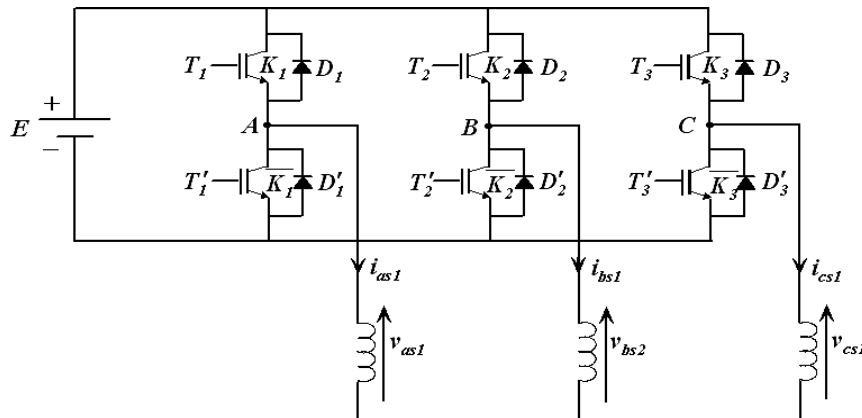 T1 K1 D1 T2 K2 D2 T3 K3 D3
+
E
−
A B C
T′1 K1 D′1 T′2 K2 D′2 T′3 K3 D′3
ias1 ibs1 ics1
vas1 vbs2 vcs1